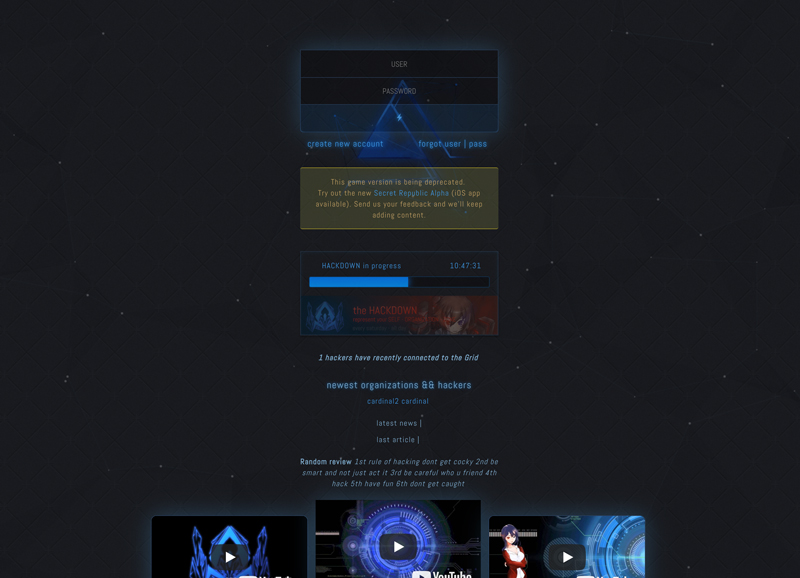 USER
PASSWORD
create new account
forgot user | pass
This game version is being deprecated.
Try out the new Secret Republic Alpha (iOS app
available). Send us your feedback and we'll keep
adding content.
HACKDOWN in progress
10:47:31
the HACKDOWN
1 hackers have recently connected to the Grid
newest organizations && hackers
cardinal2 cardinal
latest news |
last article |
Random review 1st rule of hacking dont get cocky 2nd be
smart and not just act it 3rd be careful who u friend 4th
hack 5th have fun 6th dont get caught
YouTube